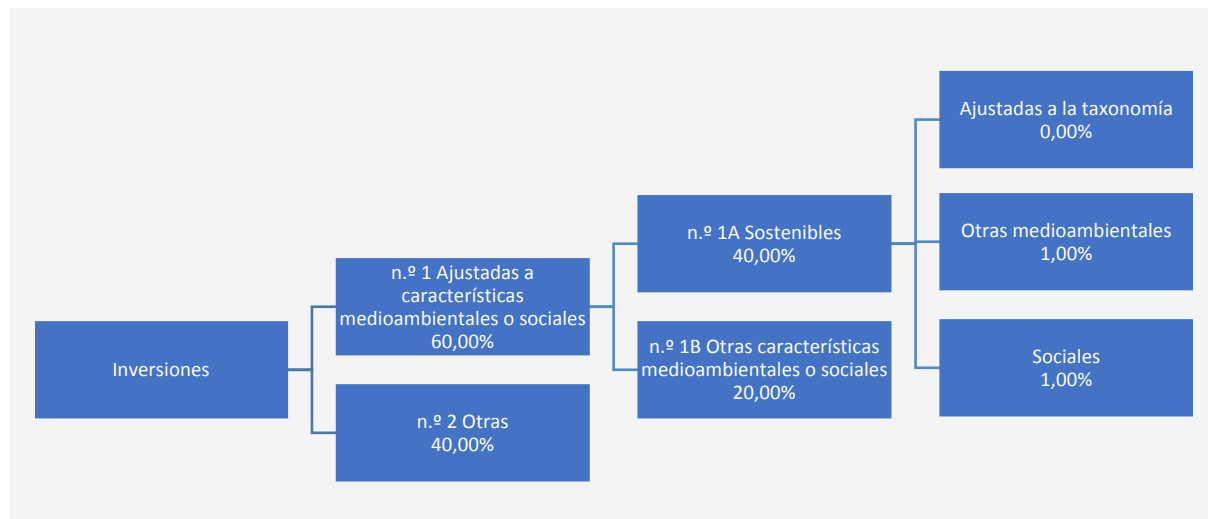 Inversiones
n.º 1 Ajustadas a
características
medioambientales o sociales
60,00%
n.º 2 Otras
40,00%
n.º 1A Sostenibles
40,00%
n.º 1B Otras características
medioambientales o sociales
20,00%
Ajustadas a la taxonomía
0,00%
Otras medioambientales
1,00%
Sociales
1,00%